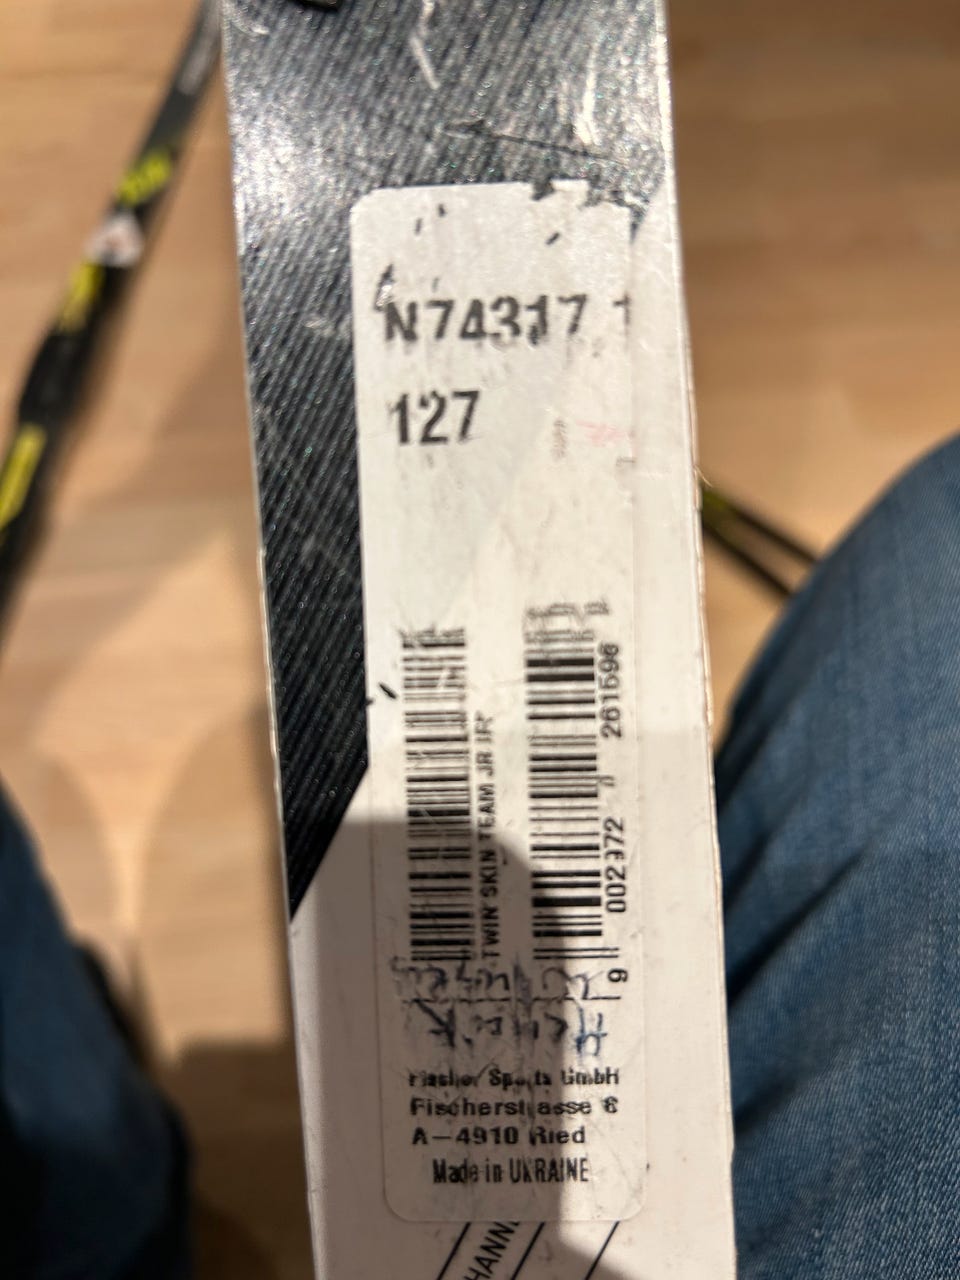 N74317 1
127
TWIN SKIN TEAM JR IFP
9 002972 261596
Fischer Sports GmbH
Fischerstrasse 6
A-4910 Ried
Made in UKRAINE